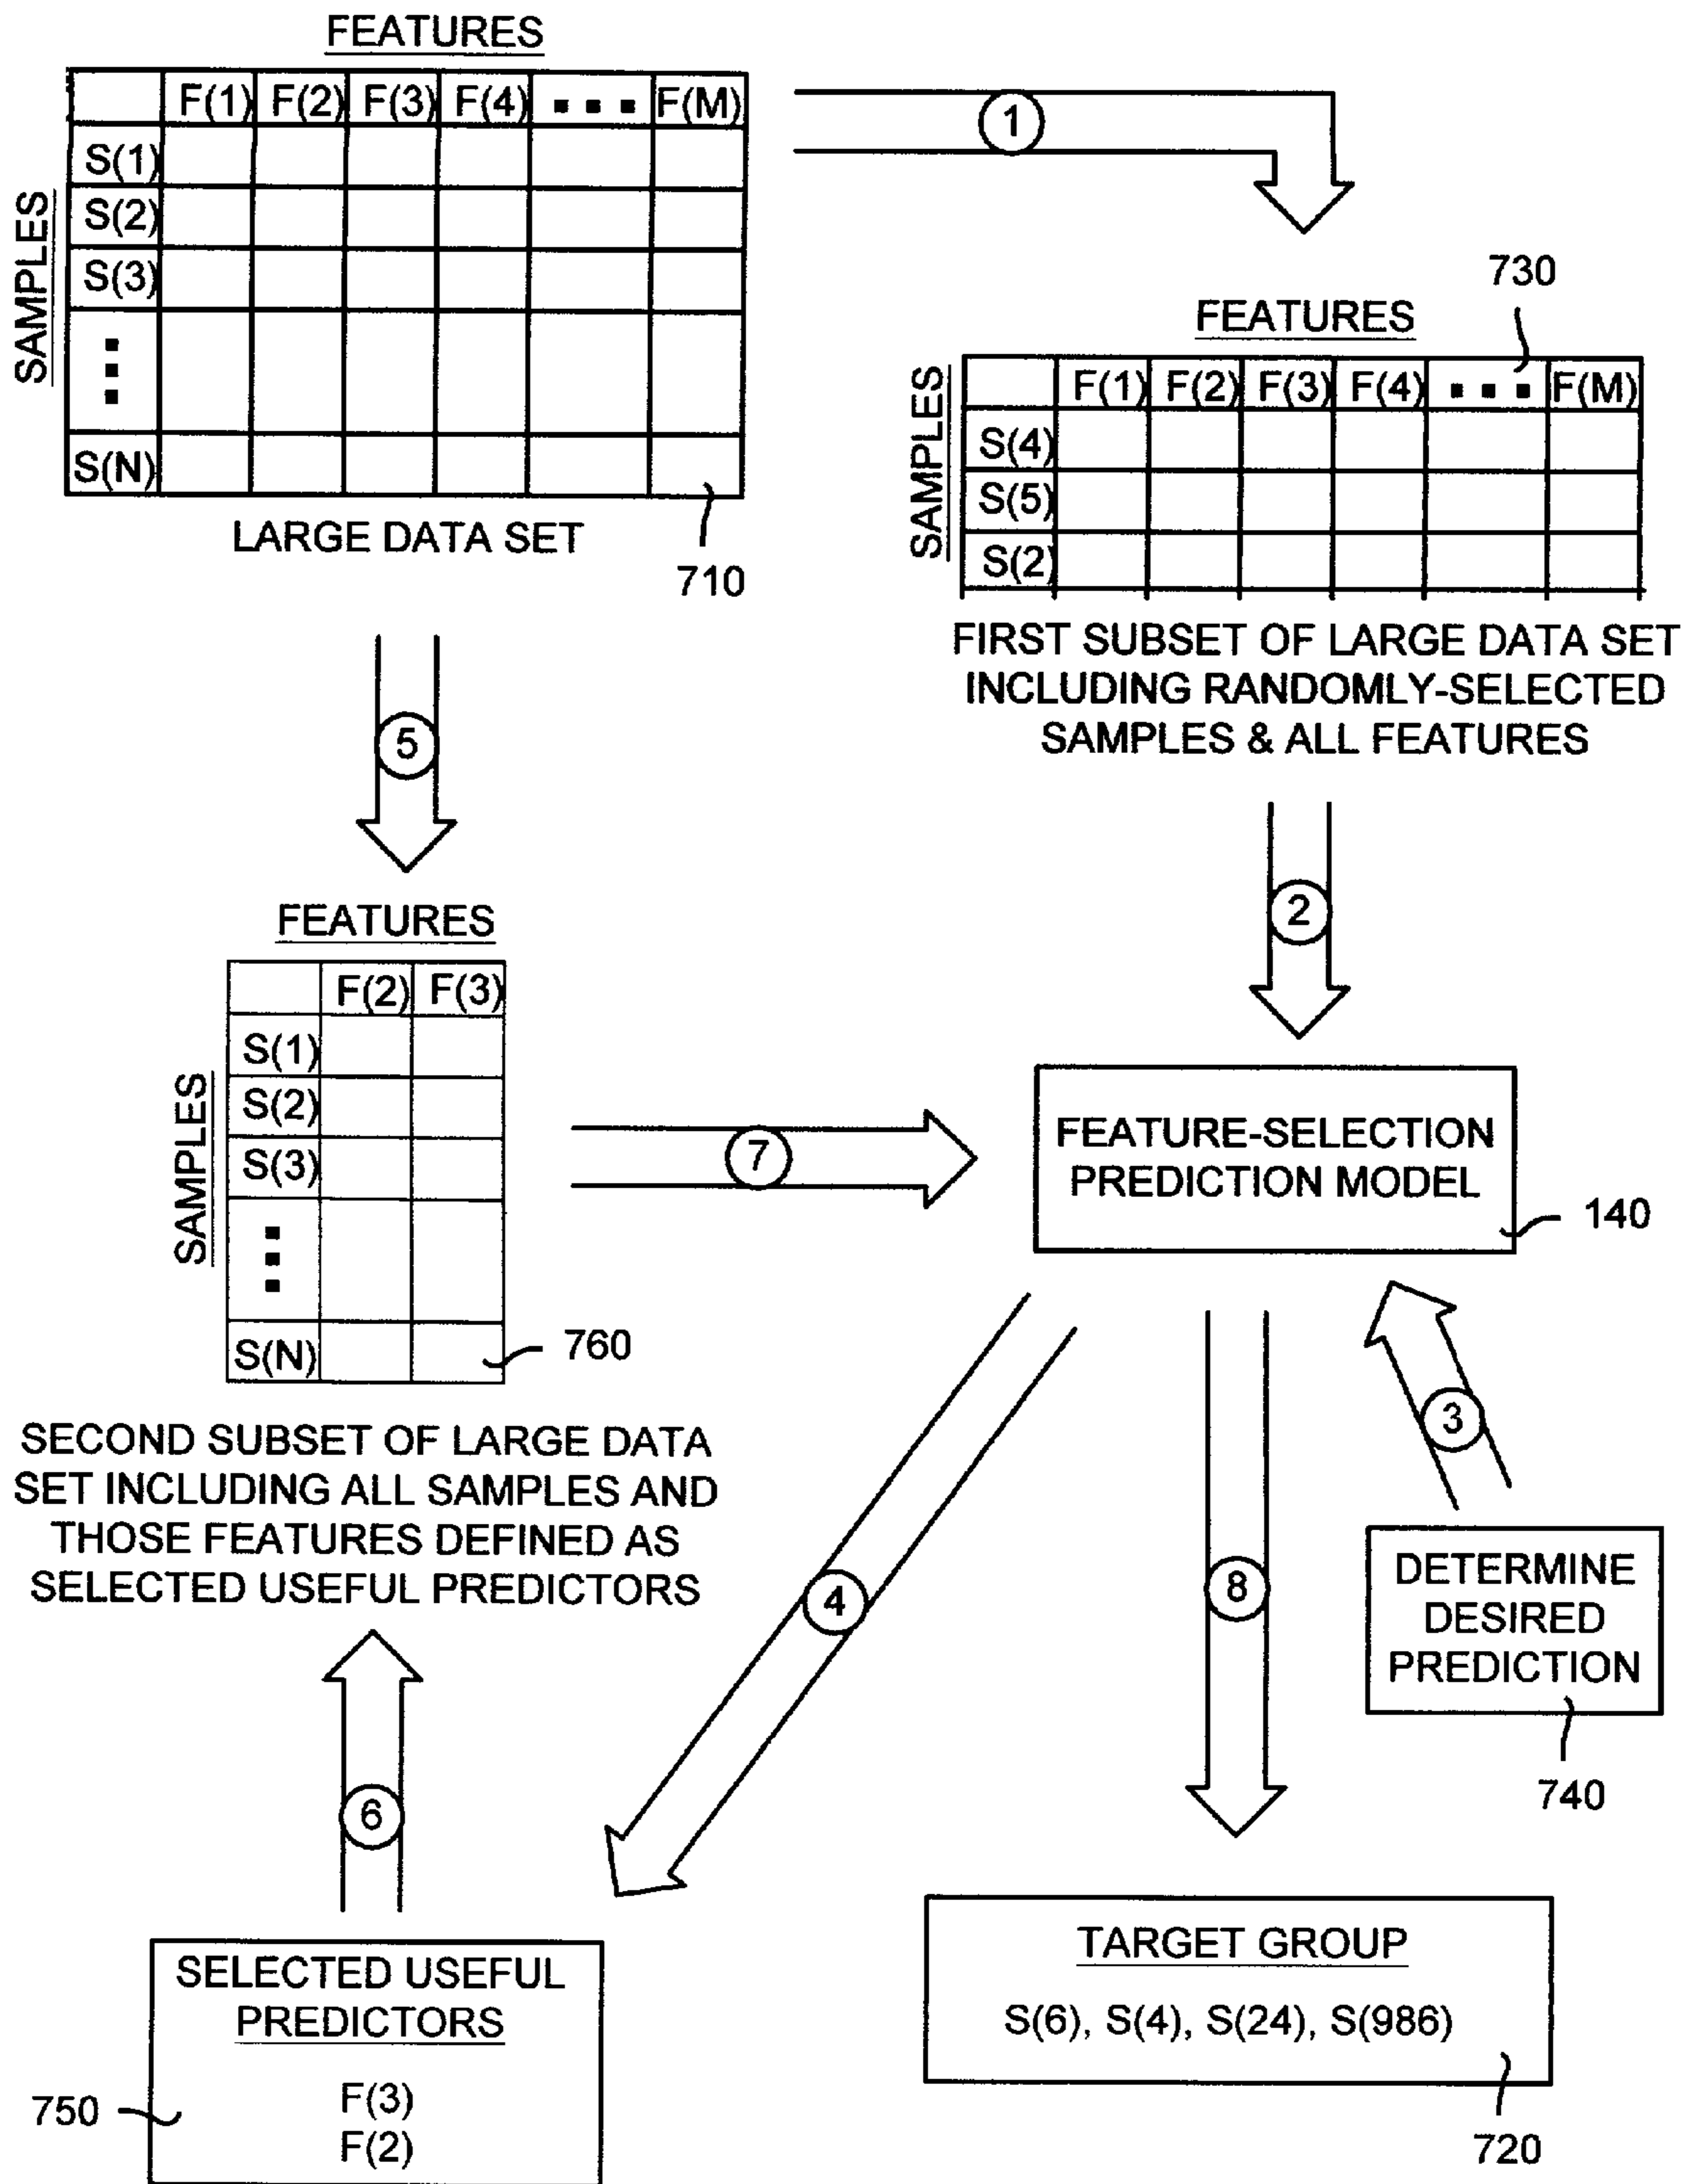 FEATURES
F(1) F(2) F(3) F(4) ▪ ▪ ▪ F(M)
SAMPLES
S(1)
S(2)
S(3)
S(N)
LARGE DATA SET
710
1
730
FEATURES
F(1) F(2) F(3) F(4) ▪ ▪ ▪ F(M)
SAMPLES
S(4)
S(5)
S(2)
FIRST SUBSET OF LARGE DATA SET
INCLUDING RANDOMLY-SELECTED
SAMPLES & ALL FEATURES
5
2
FEATURES
F(2) F(3)
SAMPLES
S(1)
S(2)
S(3)
S(N)
760
SECOND SUBSET OF LARGE DATA
SET INCLUDING ALL SAMPLES AND
THOSE FEATURES DEFINED AS
SELECTED USEFUL PREDICTORS
7
FEATURE-SELECTION
PREDICTION MODEL
140
3
DETERMINE
DESIRED
PREDICTION
740
4
8
6
SELECTED USEFUL
PREDICTORS
F(3)
F(2)
750
TARGET GROUP
S(6), S(4), S(24), S(986)
720